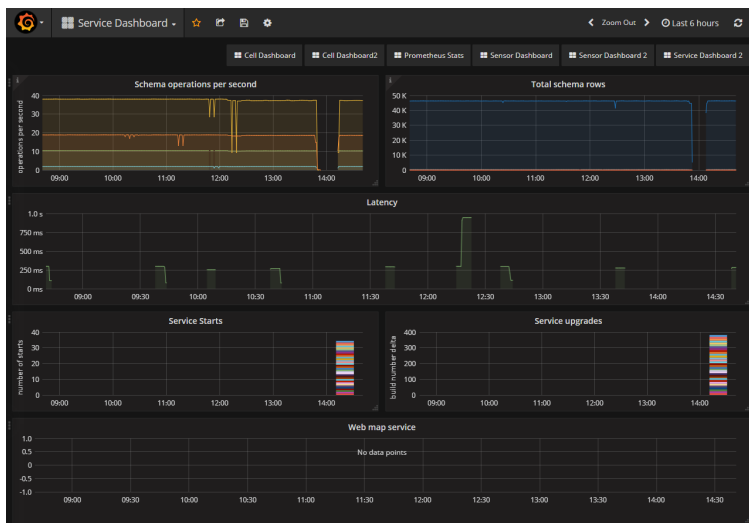 Service Dashboard
Zoom Out
Last 6 hours
Cell Dashboard
Cell Dashboard2
Prometheus Stats
Sensor Dashboard
Sensor Dashboard 2
Service Dashboard 2
Schema operations per second
operations per second
40
30
20
10
0
09:00 10:00 11:00 12:00 13:00 14:00
Total schema rows
50 K
40 K
30 K
20 K
10 K
0
09:00 10:00 11:00 12:00 13:00 14:00
Latency
1.0 s
750 ms
500 ms
250 ms
0 ms
09:00 09:30 10:00 10:30 11:00 11:30 12:00 12:30 13:00 13:30 14:00 14:30
Service Starts
number of starts
40
30
20
10
0
09:00 10:00 11:00 12:00 13:00 14:00
Service upgrades
build number delta
400
300
200
100
0
09:00 10:00 11:00 12:00 13:00 14:00
Web map service
1.0
0.5
0
-0.5
-1.0
No data points
09:00 09:30 10:00 10:30 11:00 11:30 12:00 12:30 13:00 13:30 14:00 14:30